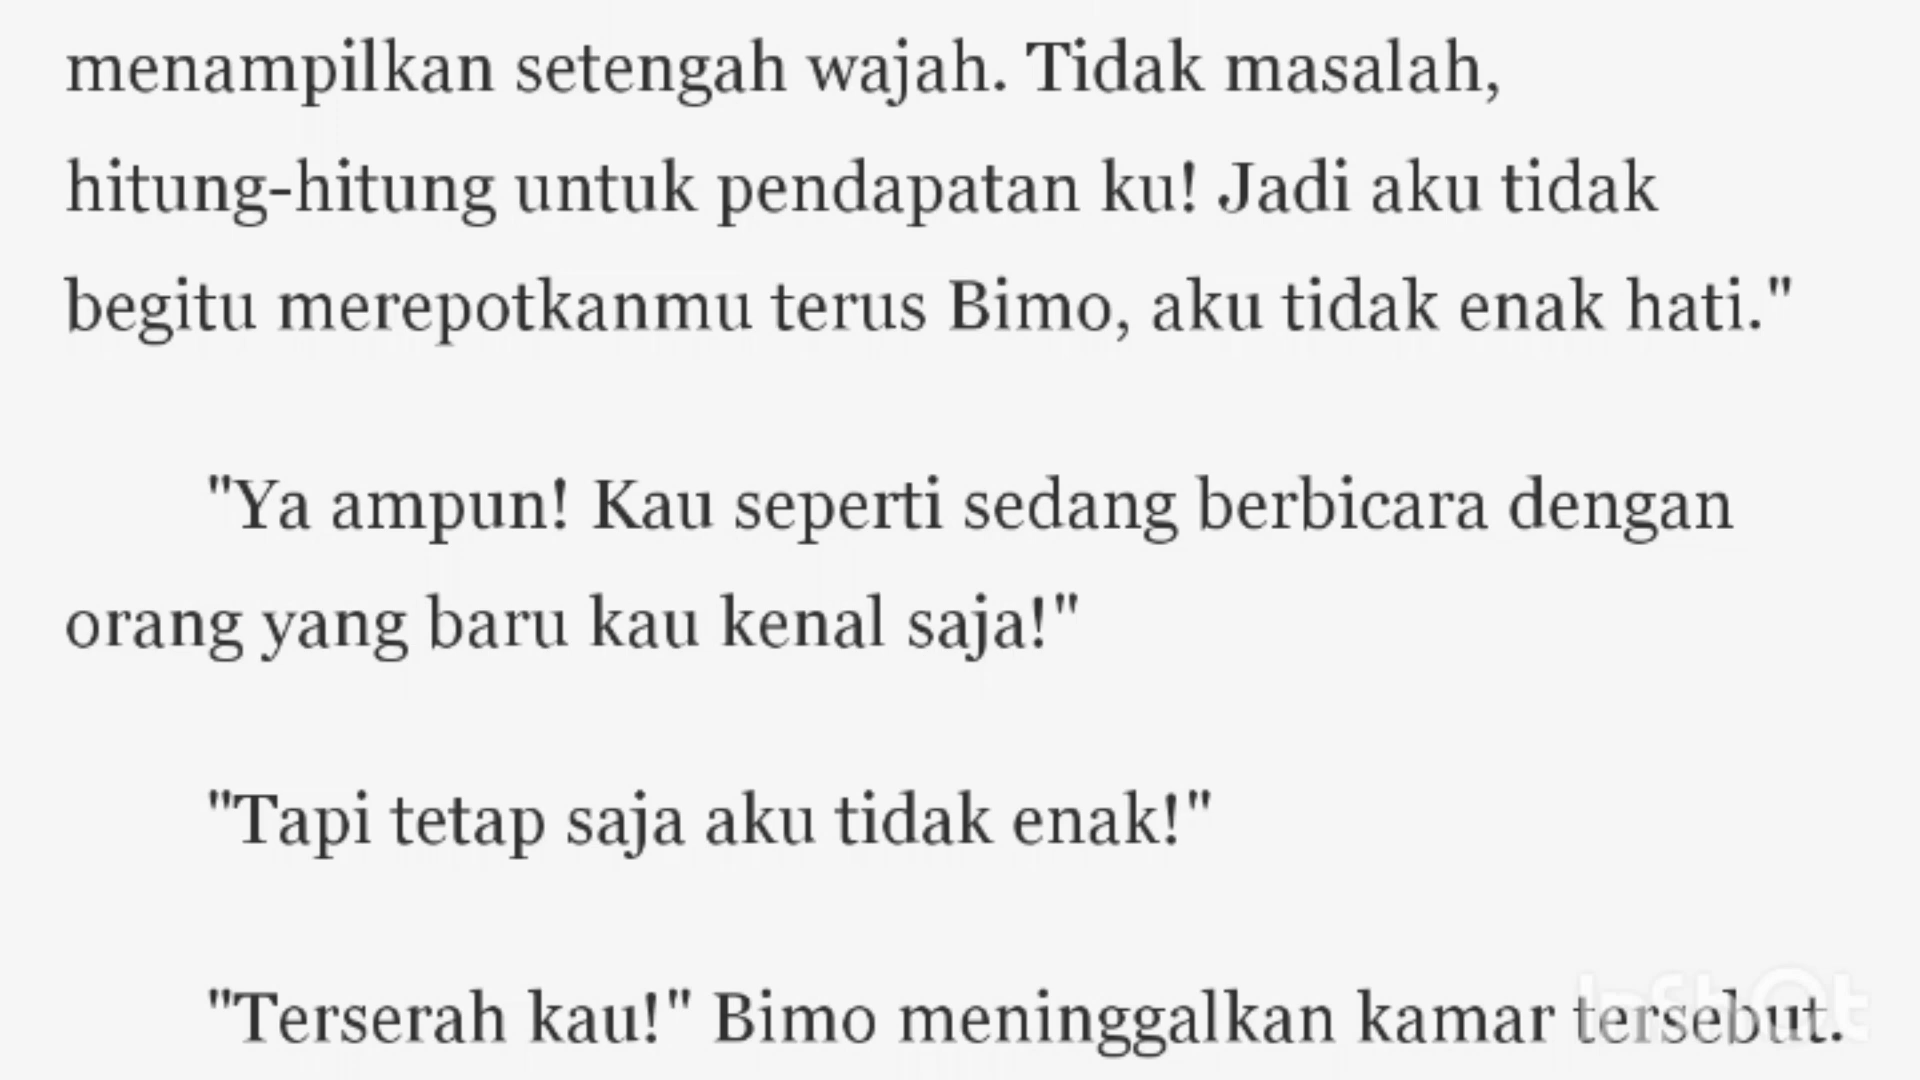 menampilkan setengah wajah. Tidak masalah,
hitung-hitung untuk pendapatan ku! Jadi aku tidak
begitu merepotkanmu terus Bimo, aku tidak enak hati."
"Ya ampun! Kau seperti sedang berbicara dengan
orang yang baru kau kenal saja!"
"Tapi tetap saja aku tidak enak!"
"Terserah kau!" Bimo meninggalkan kamar tersebut.
InShOt